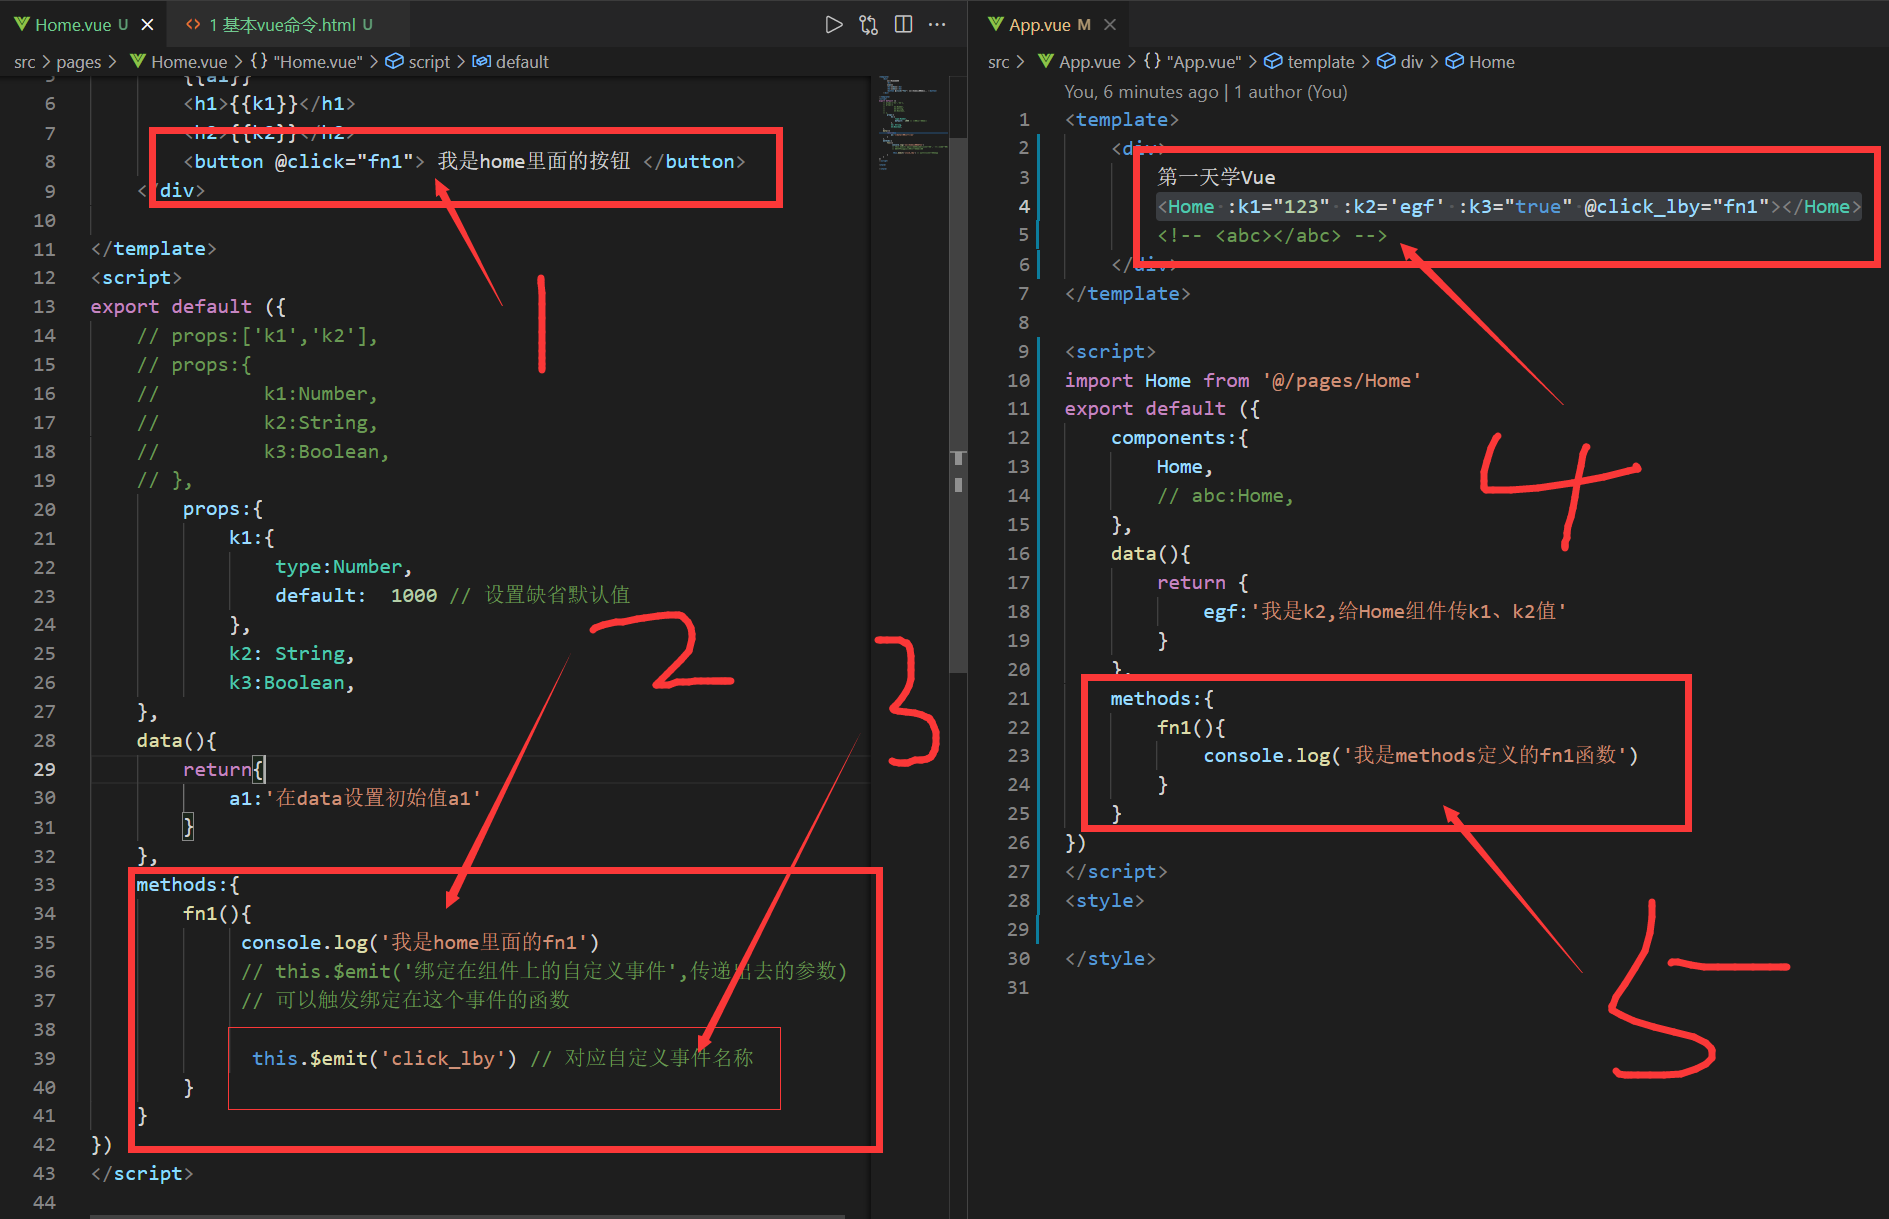 Home.vue U
1 基本vue命令.html U
src > pages > Home.vue > {} "Home.vue" > script > default
5 {{a1}}
6 <h1>{{k1}}</h1>
7 <h2>{{k2}}</h2>
8 <button @click="fn1"> 我是home里面的按钮 </button>
9 </div>
10
11 </template>
12 <script>
13 export default ({
14 // props:['k1','k2'],
15 // props:{
16 // k1:Number,
17 // k2:String,
18 // k3:Boolean,
19 // },
20 props:{
21 k1:{
22 type:Number,
23 default: 1000 // 设置缺省默认值
24 },
25 k2: String,
26 k3:Boolean,
27 },
28 data(){
29 return{
30 a1:'在data设置初始值a1'
31 }
32 },
33 methods:{
34 fn1(){
35 console.log('我是home里面的fn1')
36 // this.$emit('绑定在组件上的自定义事件',传递出去的参数)
37 // 可以触发绑定在这个事件的函数
38
39 this.$emit('click_lby') // 对应自定义事件名称
40 }
41 }
42 })
43 </script>
44
1
2
3
App.vue M
src > App.vue > {} "App.vue" > template > div > Home
You, 6 minutes ago | 1 author (You)
1 <template>
2 <div>
3 第一天学Vue
4 <Home :k1="123" :k2='egf' :k3="true" @click_lby="fn1"></Home>
5 <!-- <abc></abc> -->
6 </div>
7 </template>
8
9 <script>
10 import Home from '@/pages/Home'
11 export default ({
12 components:{
13 Home,
14 // abc:Home,
15 },
16 data(){
17 return {
18 egf:'我是k2,给Home组件传k1、k2值'
19 }
20 },
21 methods:{
22 fn1(){
23 console.log('我是methods定义的fn1函数')
24 }
25 }
26 })
27 </script>
28 <style>
29
30 </style>
31
4
5